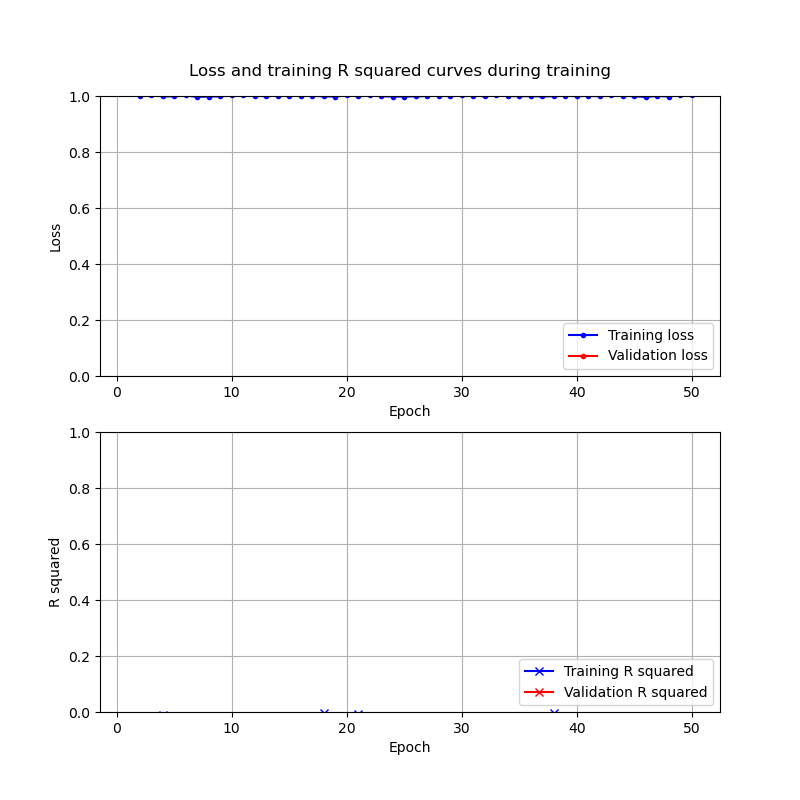 Loss and training R squared curves during training
1.0
0.8
0.6
0.4
0.2
0.0
Loss
Training loss
Validation loss
0 10 20 30 40 50
Epoch
1.0
0.8
0.6
0.4
0.2
0.0
R squared
Training R squared
Validation R squared
0 10 20 30 40 50
Epoch